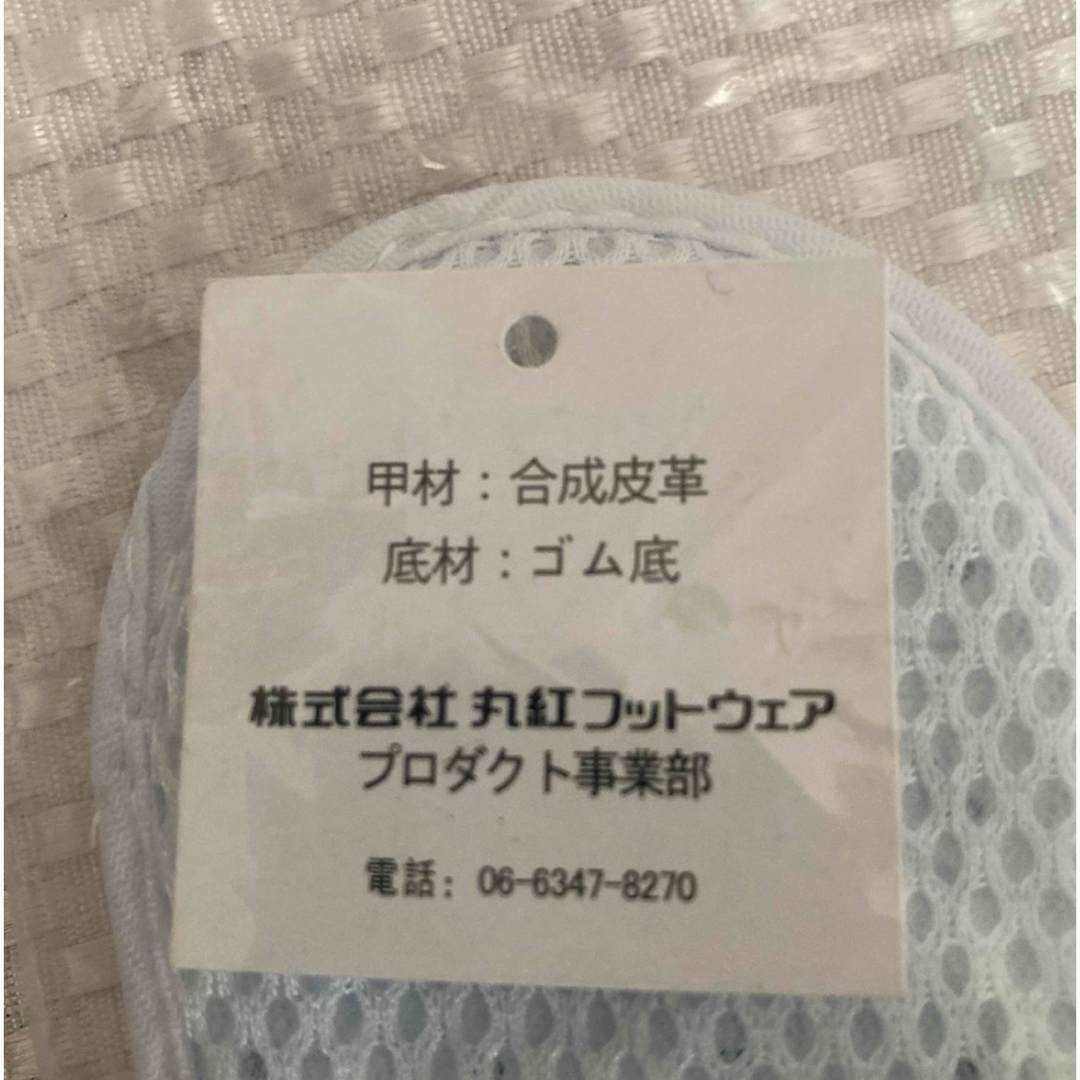 甲材：合成皮革
底材：ゴム底
株式会社 丸紅フットウェア
プロダクト事業部
電話：06-6347-8270